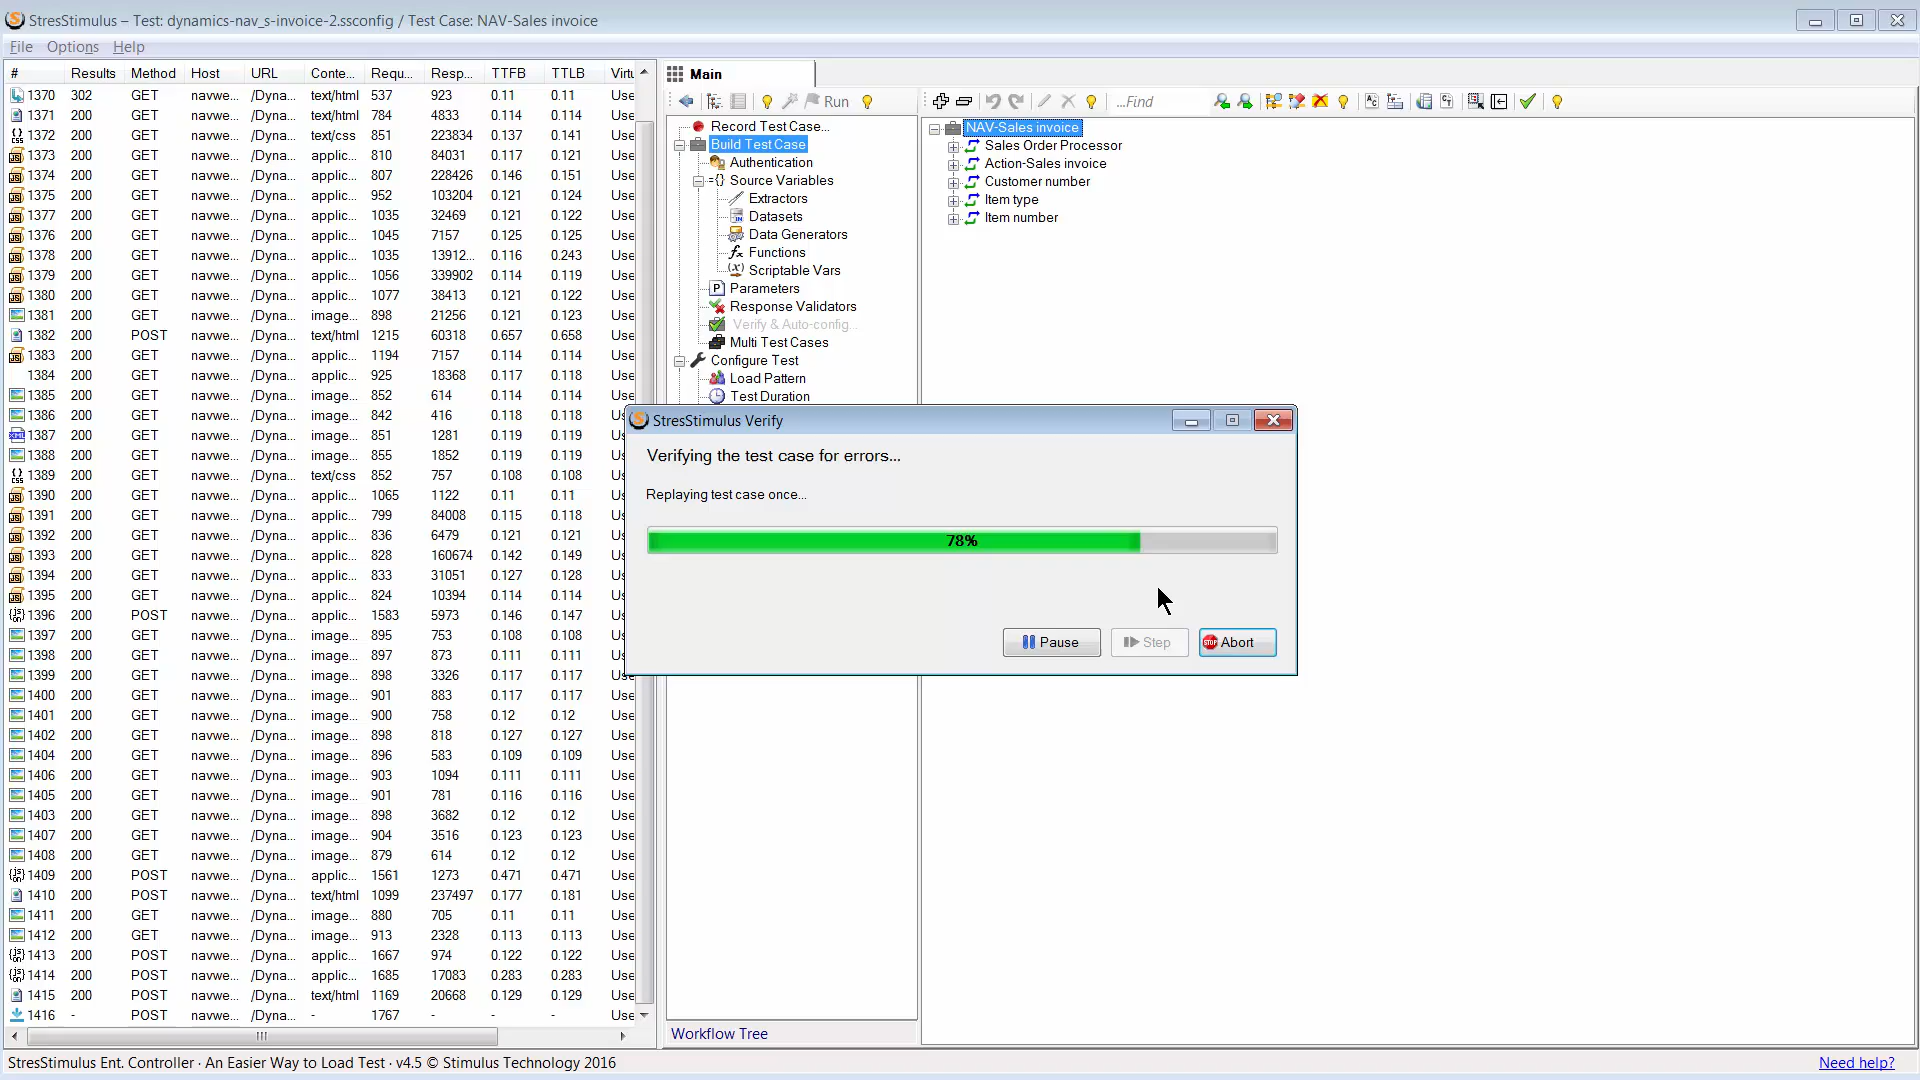 StresStimulus – Test: dynamics-nav_s-invoice-2.ssconfig / Test Case: NAV-Sales invoice
File Options Help
# Results Method Host URL Conte... Requ... Resp... TTFB TTLB Virtu
1370 302 GET navwe... /Dyna... text/html 537 923 0.11 0.11 Use
1371 200 GET navwe... /Dyna... text/html 784 4833 0.114 0.114 Use
1372 200 GET navwe... /Dyna... text/css 851 223834 0.137 0.141 Use
1373 200 GET navwe... /Dyna... applic... 810 84031 0.117 0.121 Use
1374 200 GET navwe... /Dyna... applic... 807 228426 0.146 0.151 Use
1375 200 GET navwe... /Dyna... applic... 952 103204 0.121 0.124 Use
1377 200 GET navwe... /Dyna... applic... 1035 32469 0.121 0.122 Use
1376 200 GET navwe... /Dyna... applic... 1045 7157 0.125 0.125 Use
1378 200 GET navwe... /Dyna... applic... 1035 13912... 0.116 0.243 Use
1379 200 GET navwe... /Dyna... applic... 1056 339902 0.114 0.119 Use
1380 200 GET navwe... /Dyna... applic... 1077 38413 0.121 0.122 Use
1381 200 GET navwe... /Dyna... image... 898 21256 0.121 0.123 Use
1382 200 POST navwe... /Dyna... text/html 1215 60318 0.657 0.658 Use
1383 200 GET navwe... /Dyna... applic... 1194 7157 0.114 0.114 Use
1384 200 GET navwe... /Dyna... applic... 925 18368 0.117 0.118 Use
1385 200 GET navwe... /Dyna... image... 852 614 0.114 0.114 Use
1386 200 GET navwe... /Dyna... image... 842 416 0.118 0.118 Us
1387 200 GET navwe... /Dyna... image... 851 1281 0.119 0.119 Us
1388 200 GET navwe... /Dyna... image... 855 1852 0.119 0.119 Us
1389 200 GET navwe... /Dyna... text/css 852 757 0.108 0.108 Us
1390 200 GET navwe... /Dyna... applic... 1065 1122 0.11 0.11 Us
1391 200 GET navwe... /Dyna... applic... 799 84008 0.115 0.118 Us
1392 200 GET navwe... /Dyna... applic... 836 6479 0.121 0.121 Us
1393 200 GET navwe... /Dyna... applic... 828 160674 0.142 0.149 Us
1394 200 GET navwe... /Dyna... applic... 833 31051 0.127 0.128 Us
1395 200 GET navwe... /Dyna... applic... 824 10394 0.114 0.114 Us
1396 200 POST navwe... /Dyna... applic... 1583 5973 0.146 0.147 Us
1397 200 GET navwe... /Dyna... image... 895 753 0.108 0.108 Us
1398 200 GET navwe... /Dyna... image... 897 873 0.111 0.111 Us
1399 200 GET navwe... /Dyna... image... 898 3326 0.117 0.117 Use
1400 200 GET navwe... /Dyna... image... 901 883 0.117 0.117 Use
1401 200 GET navwe... /Dyna... image... 900 758 0.12 0.12 Use
1402 200 GET navwe... /Dyna... image... 898 818 0.127 0.127 Use
1404 200 GET navwe... /Dyna... image... 896 583 0.109 0.109 Use
1406 200 GET navwe... /Dyna... image... 903 1094 0.111 0.111 Use
1405 200 GET navwe... /Dyna... image... 901 781 0.116 0.116 Use
1403 200 GET navwe... /Dyna... image... 898 3682 0.12 0.12 Use
1407 200 GET navwe... /Dyna... image... 904 3516 0.123 0.123 Use
1408 200 GET navwe... /Dyna... image... 879 614 0.12 0.12 Use
1409 200 POST navwe... /Dyna... applic... 1561 1273 0.471 0.471 Use
1410 200 POST navwe... /Dyna... text/html 1099 237497 0.177 0.181 Use
1411 200 GET navwe... /Dyna... image... 880 705 0.11 0.11 Use
1412 200 GET navwe... /Dyna... image... 913 2328 0.113 0.113 Use
1413 200 POST navwe... /Dyna... applic... 1667 974 0.122 0.122 Use
1414 200 POST navwe... /Dyna... applic... 1685 17083 0.283 0.283 Use
1415 200 POST navwe... /Dyna... text/html 1169 20668 0.129 0.129 Use
1416 - POST navwe... /Dyna... - 1767 - - - Use
Main
Run
...Find
Record Test Case...
Build Test Case
Authentication
Source Variables
Extractors
Datasets
Data Generators
Functions
Scriptable Vars
Parameters
Response Validators
Verify & Auto-config...
Multi Test Cases
Configure Test
Load Pattern
Test Duration
Workflow Tree
NAV-Sales invoice
Sales Order Processor
Action-Sales invoice
Customer number
Item type
Item number
StresStimulus Verify
Verifying the test case for errors...
Replaying test case once...
78%
Pause Step Abort
StresStimulus Ent. Controller · An Easier Way to Load Test · v4.5 © Stimulus Technology 2016
Need help?